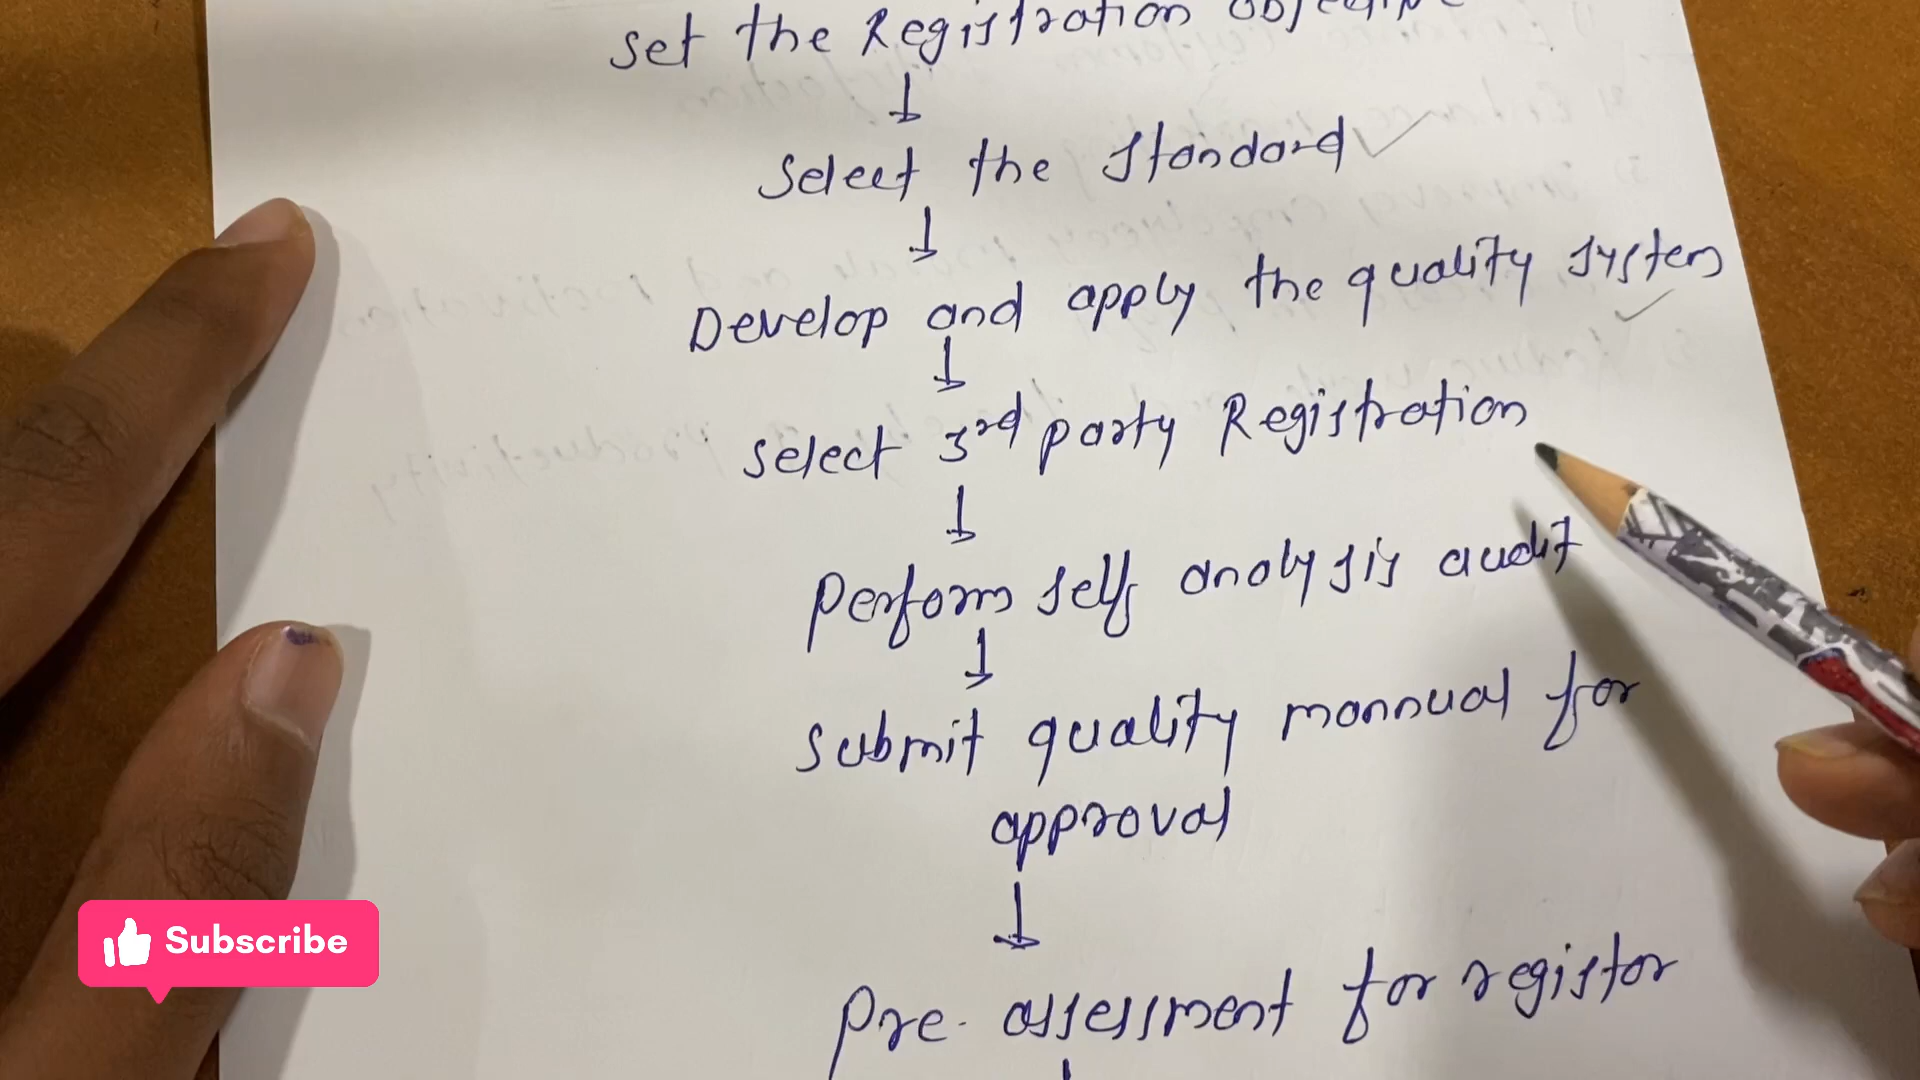 Set the Registration
Select the Standard
Develop and apply the quality system
Select 3rd party Registration
Perform self analysis audit
Submit quality mannual for
approval
Pre-assessment for registor
Subscribe